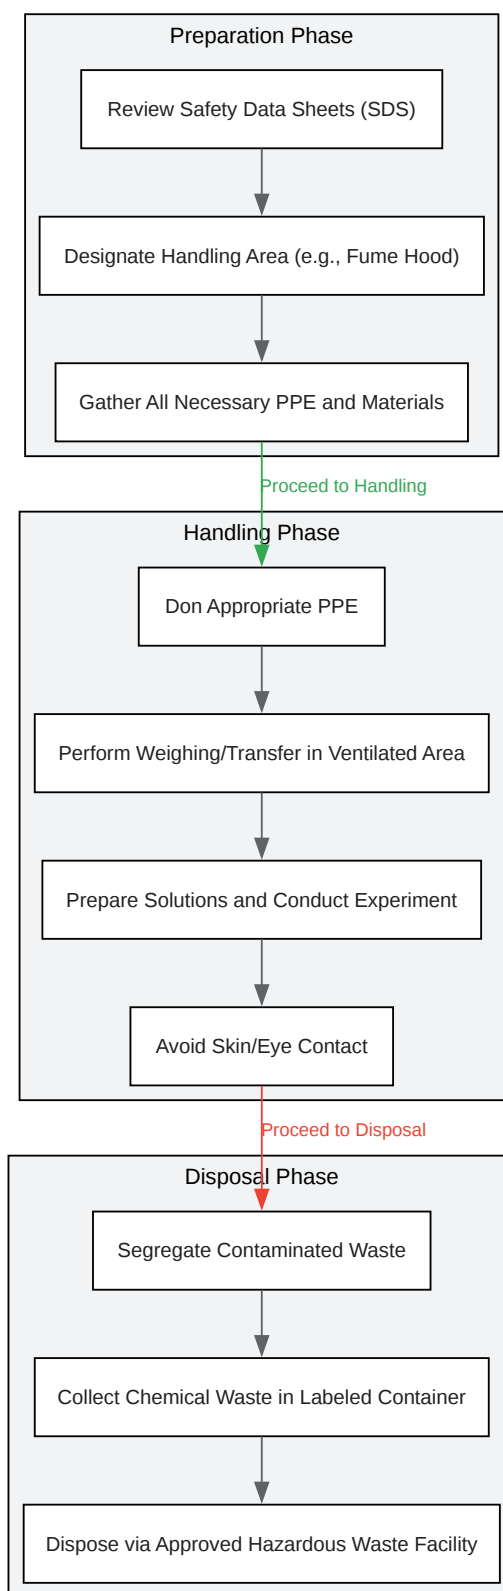 Preparation Phase
Review Safety Data Sheets (SDS)
Designate Handling Area (e.g., Fume Hood)
Gather All Necessary PPE and Materials
Proceed to Handling
Handling Phase
Don Appropriate PPE
Perform Weighing/Transfer in Ventilated Area
Prepare Solutions and Conduct Experiment
Avoid Skin/Eye Contact
Proceed to Disposal
Disposal Phase
Segregate Contaminated Waste
Collect Chemical Waste in Labeled Container
Dispose via Approved Hazardous Waste Facility